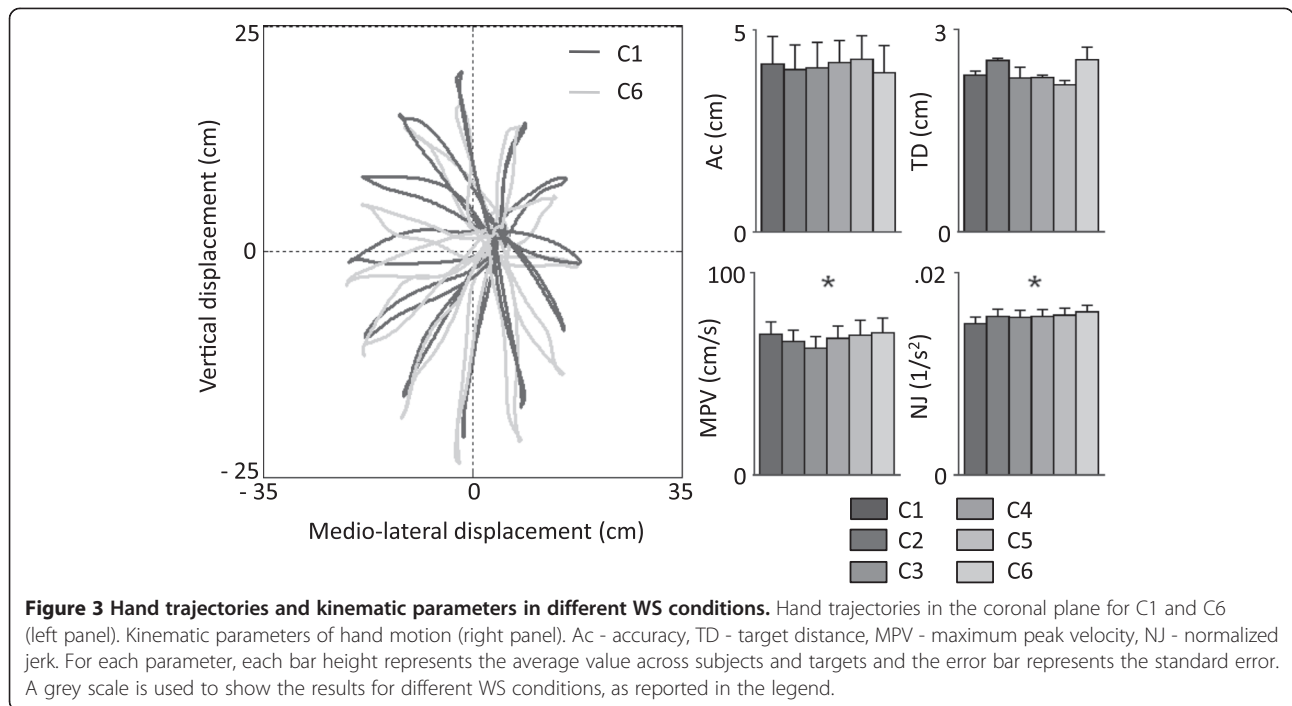 25
C1
C6
Vertical displacement (cm)
0
- 25
- 35
0
35
Medio-lateral displacement (cm)
5
Ac (cm)
0
3
TD (cm)
0
100
*
MPV (cm/s)
0
.02
*
NJ (1/s²)
0
C1
C4
C2
C5
C3
C6
Figure 3 Hand trajectories and kinematic parameters in different WS conditions. Hand trajectories in the coronal plane for C1 and C6
(left panel). Kinematic parameters of hand motion (right panel). Ac - accuracy, TD - target distance, MPV - maximum peak velocity, NJ - normalized
jerk. For each parameter, each bar height represents the average value across subjects and targets and the error bar represents the standard error.
A grey scale is used to show the results for different WS conditions, as reported in the legend.